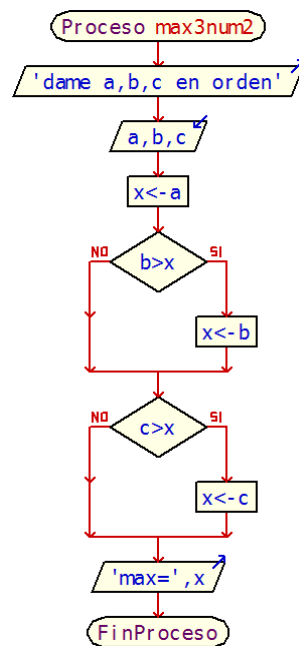 Proceso max3num2
'dame a,b,c en orden'
a,b,c
x<-a
b>x
NO
SI
x<-b
c>x
NO
SI
x<-c
'max=',x
FinProceso